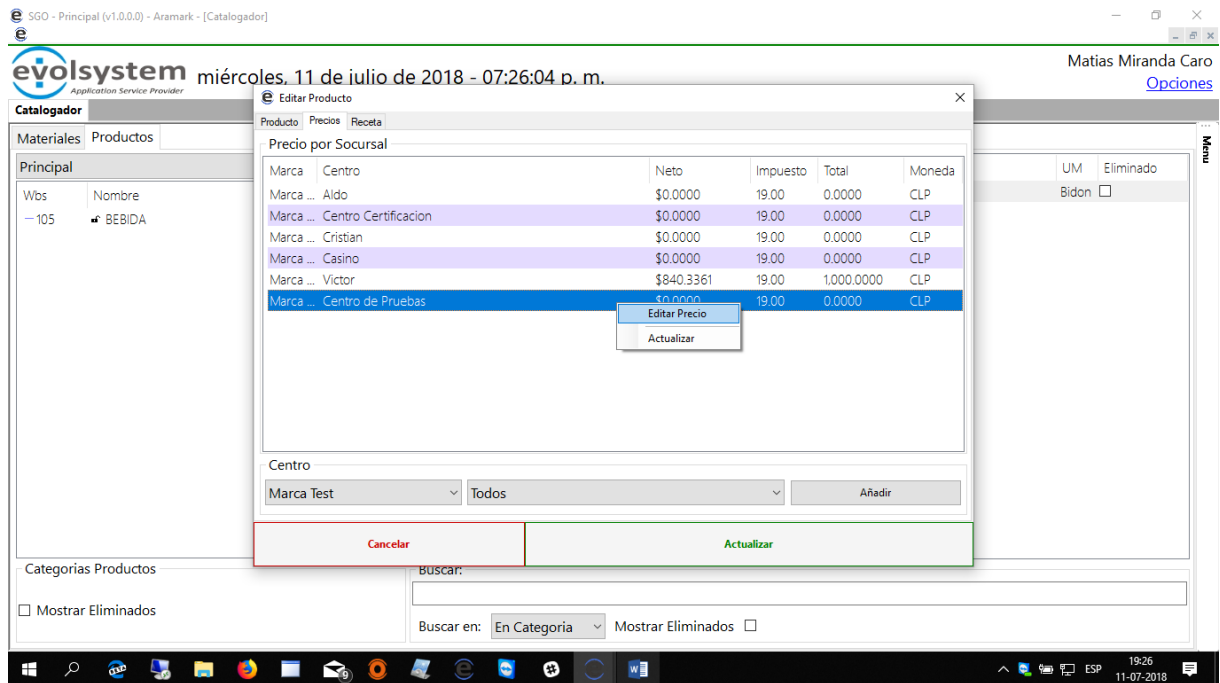 SGO - Principal (v1.0.0.0) - Aramark - [Catalogador]
evolsystem
Application Service Provider
miércoles, 11 de julio de 2018 - 07:26:04 p. m.
Matias Miranda Caro
Opciones
Catalogador
Materiales Productos
Principal
Wbs Nombre
105 BEBIDA
Editar Producto
Producto Precios Receta
Precio por Socursal
Marca Centro Neto Impuesto Total Moneda
Marca ... Aldo $0.0000 19.00 0.0000 CLP
Marca ... Centro Certificacion $0.0000 19.00 0.0000 CLP
Marca ... Cristian $0.0000 19.00 0.0000 CLP
Marca ... Casino $0.0000 19.00 0.0000 CLP
Marca ... Victor $840.3361 19.00 1,000.0000 CLP
Marca ... Centro de Pruebas $0.0000 19.00 0.0000 CLP
Editar Precio
Actualizar
Centro
Marca Test Todos Añadir
Cancelar Actualizar
UM Eliminado
Bidon
Menu
Categorias Productos
Mostrar Eliminados
Buscar:
Buscar en: En Categoria Mostrar Eliminados
ESP
19:26
11-07-2018